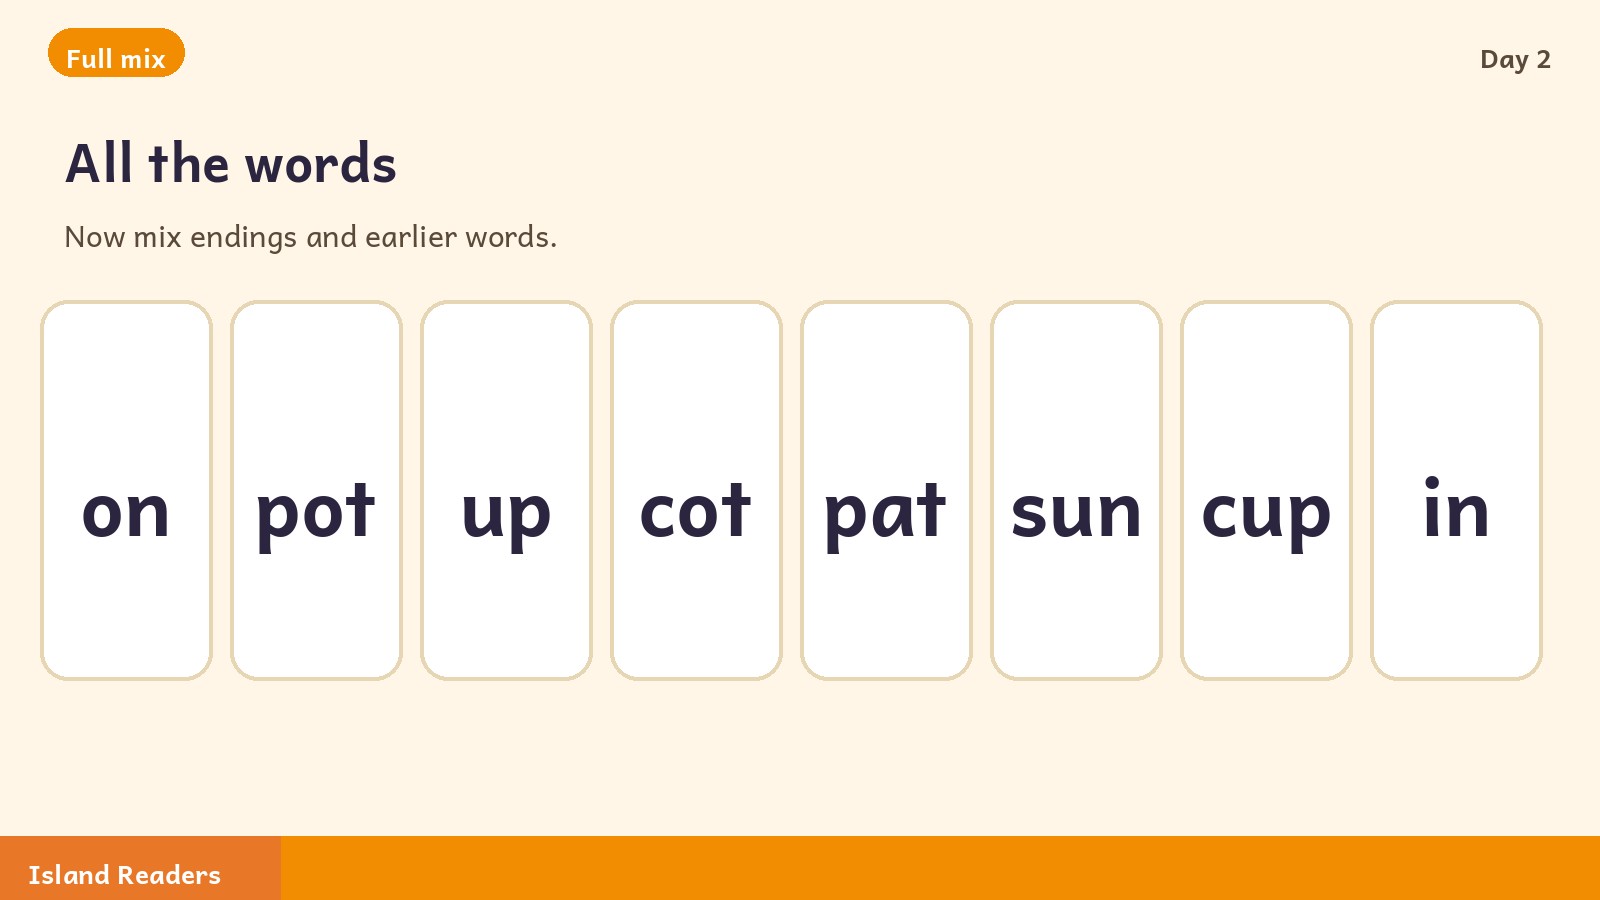 Full mix
Day 2
All the words
Now mix endings and earlier words.
on pot up cot pat sun cup in
Island Readers